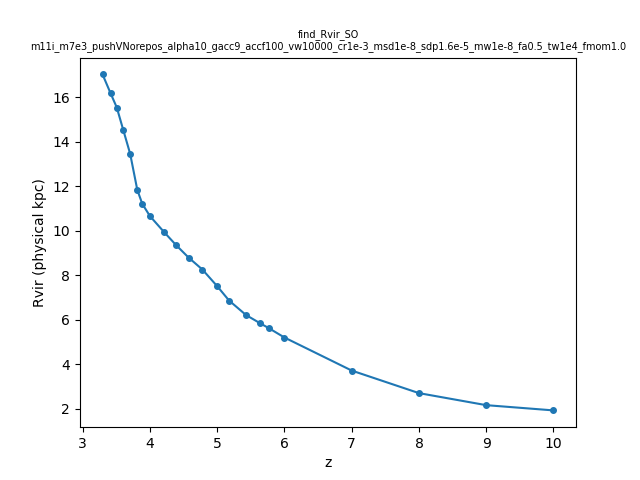 find_Rvir_SO
m11i_m7e3_pushVNorepos_alpha10_gacc9_accf100_vw10000_cr1e-3_msd1e-8_sdp1.6e-5_mw1e-8_fa0.5_tw1e4_fmom1.0
Rvir (physical kpc)
16
14
12
10
8
6
4
2
3 4 5 6 7 8 9 10
z